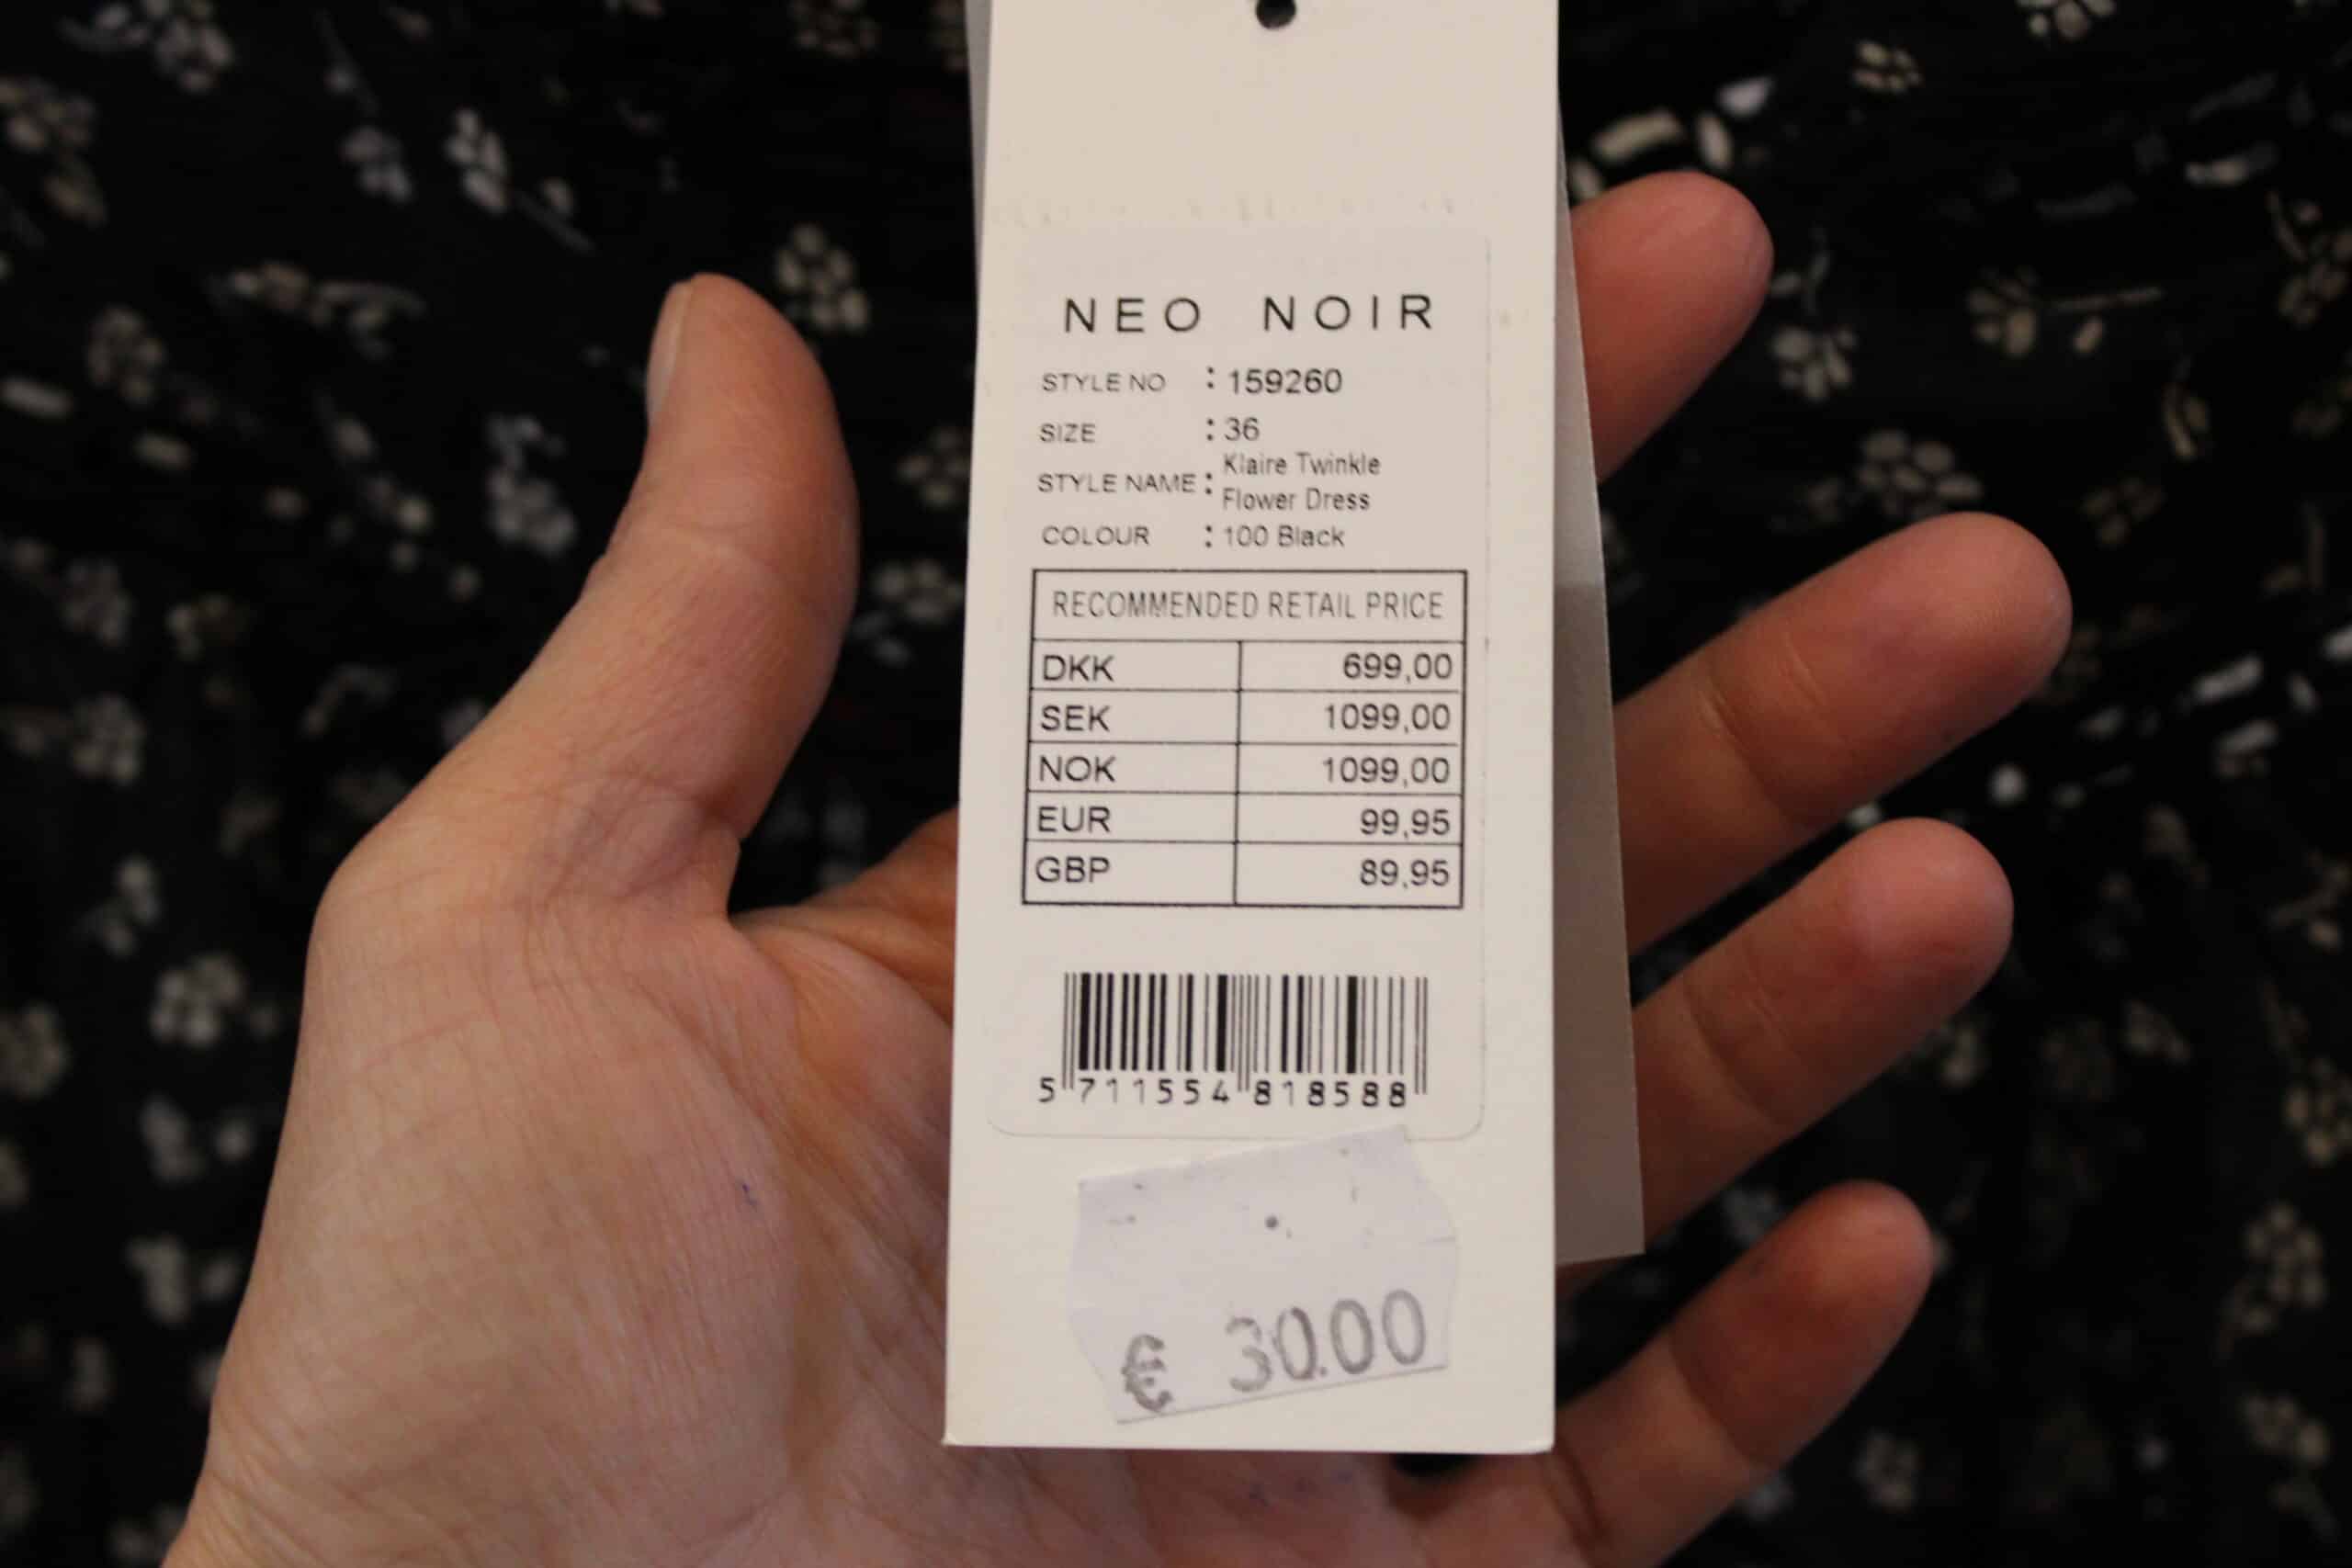 NEO NOIR
STYLE NO : 159260
SIZE : 36
STYLE NAME : Klaire Twinkle
Flower Dress
COLOUR : 100 Black
RECOMMENDED RETAIL PRICE
DKK 699,00
SEK 1099,00
NOK 1099,00
EUR 99,95
GBP 89,95
5 711554 818588
€ 30.00